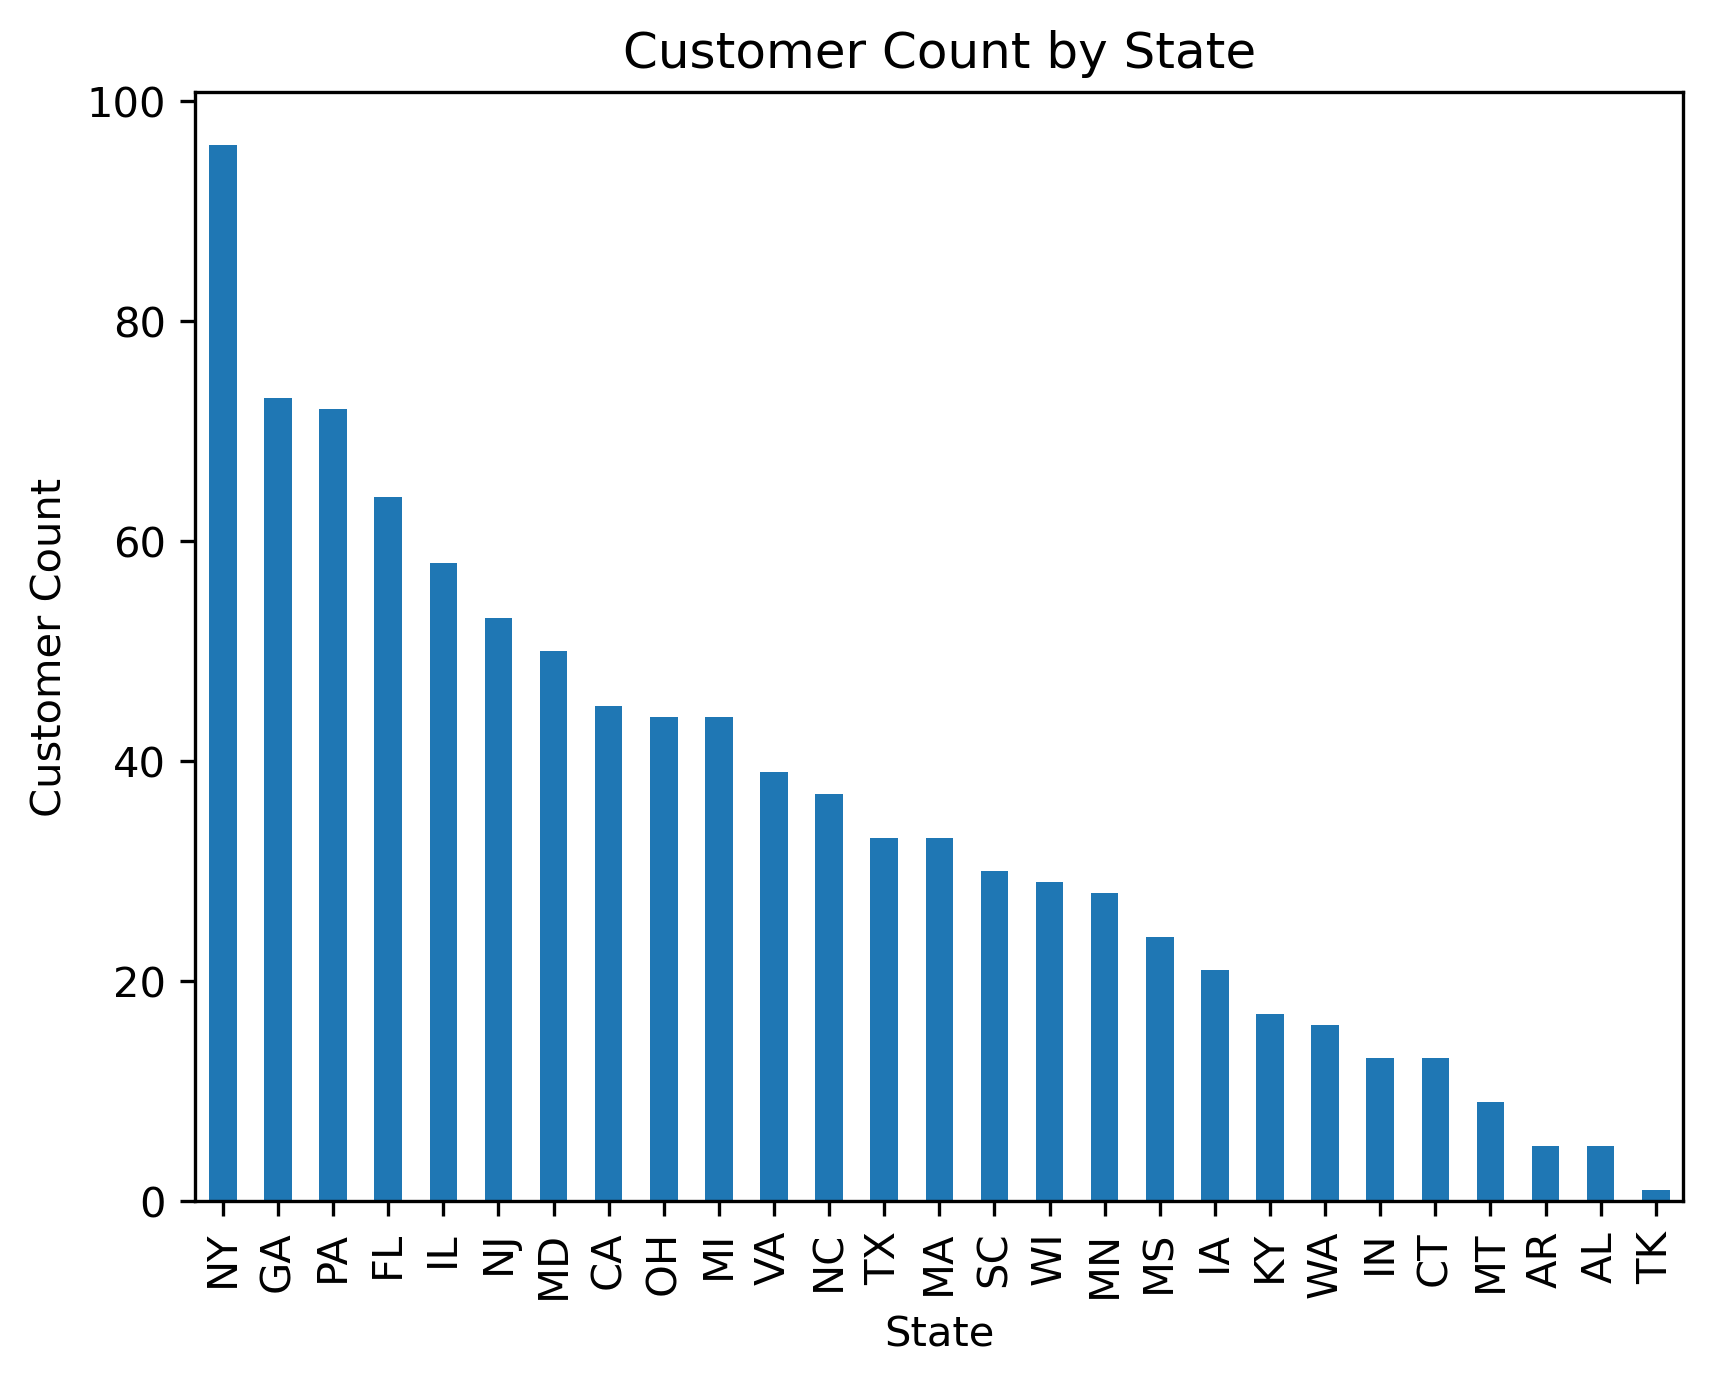 Customer Count by State
100
80
60
40
20
0
Customer Count
NY GA PA FL IL NJ MD CA OH MI VA NC TX MA SC WI MN MS IA KY WA IN CT MT AR AL TK
State